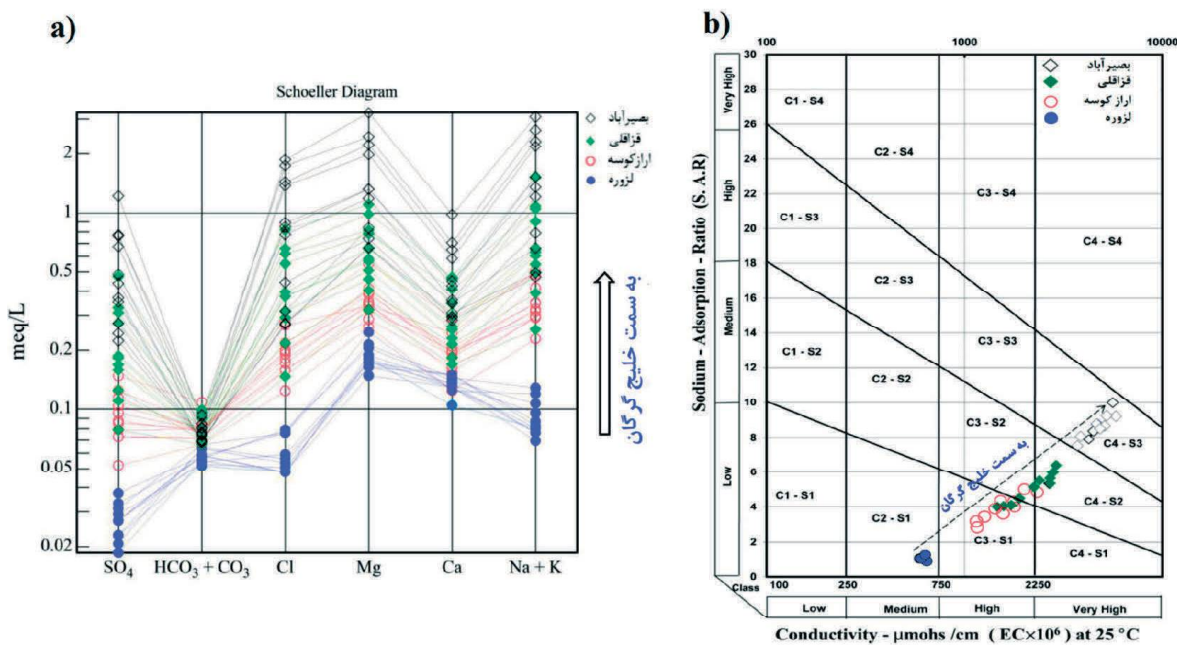 a)
Schoeller Diagram
بصیرآباد
قزاقلی
ارازکوسه
لزوره
2
1
0.5
0.2
0.1
0.05
0.02
meq/L
به سمت خلیج گرگان
SO4
HCO3 + CO3
Cl
Mg
Ca
Na + K
b)
100
1000
10000
بصیرآباد
قزاقلی
ارازکوسه
لزوره
30
28
26
24
22
20
18
16
14
12
10
8
6
4
2
0
Very High
High
Medium
Low
Sodium - Adsorption - Ratio (S. A.R)
C1 - S4
C2 - S4
C3 - S4
C1 - S3
C4 - S4
C2 - S3
C3 - S3
C1 - S2
C2 - S2
C3 - S2
C4 - S3
به سمت خلیج گرگان
C1 - S1
C4 - S2
C2 - S1
C3 - S1
C4 - S1
Class
100
250
750
2250
Low
Medium
High
Very High
Conductivity - µmohs /cm ( EC×10⁶ ) at 25 °C